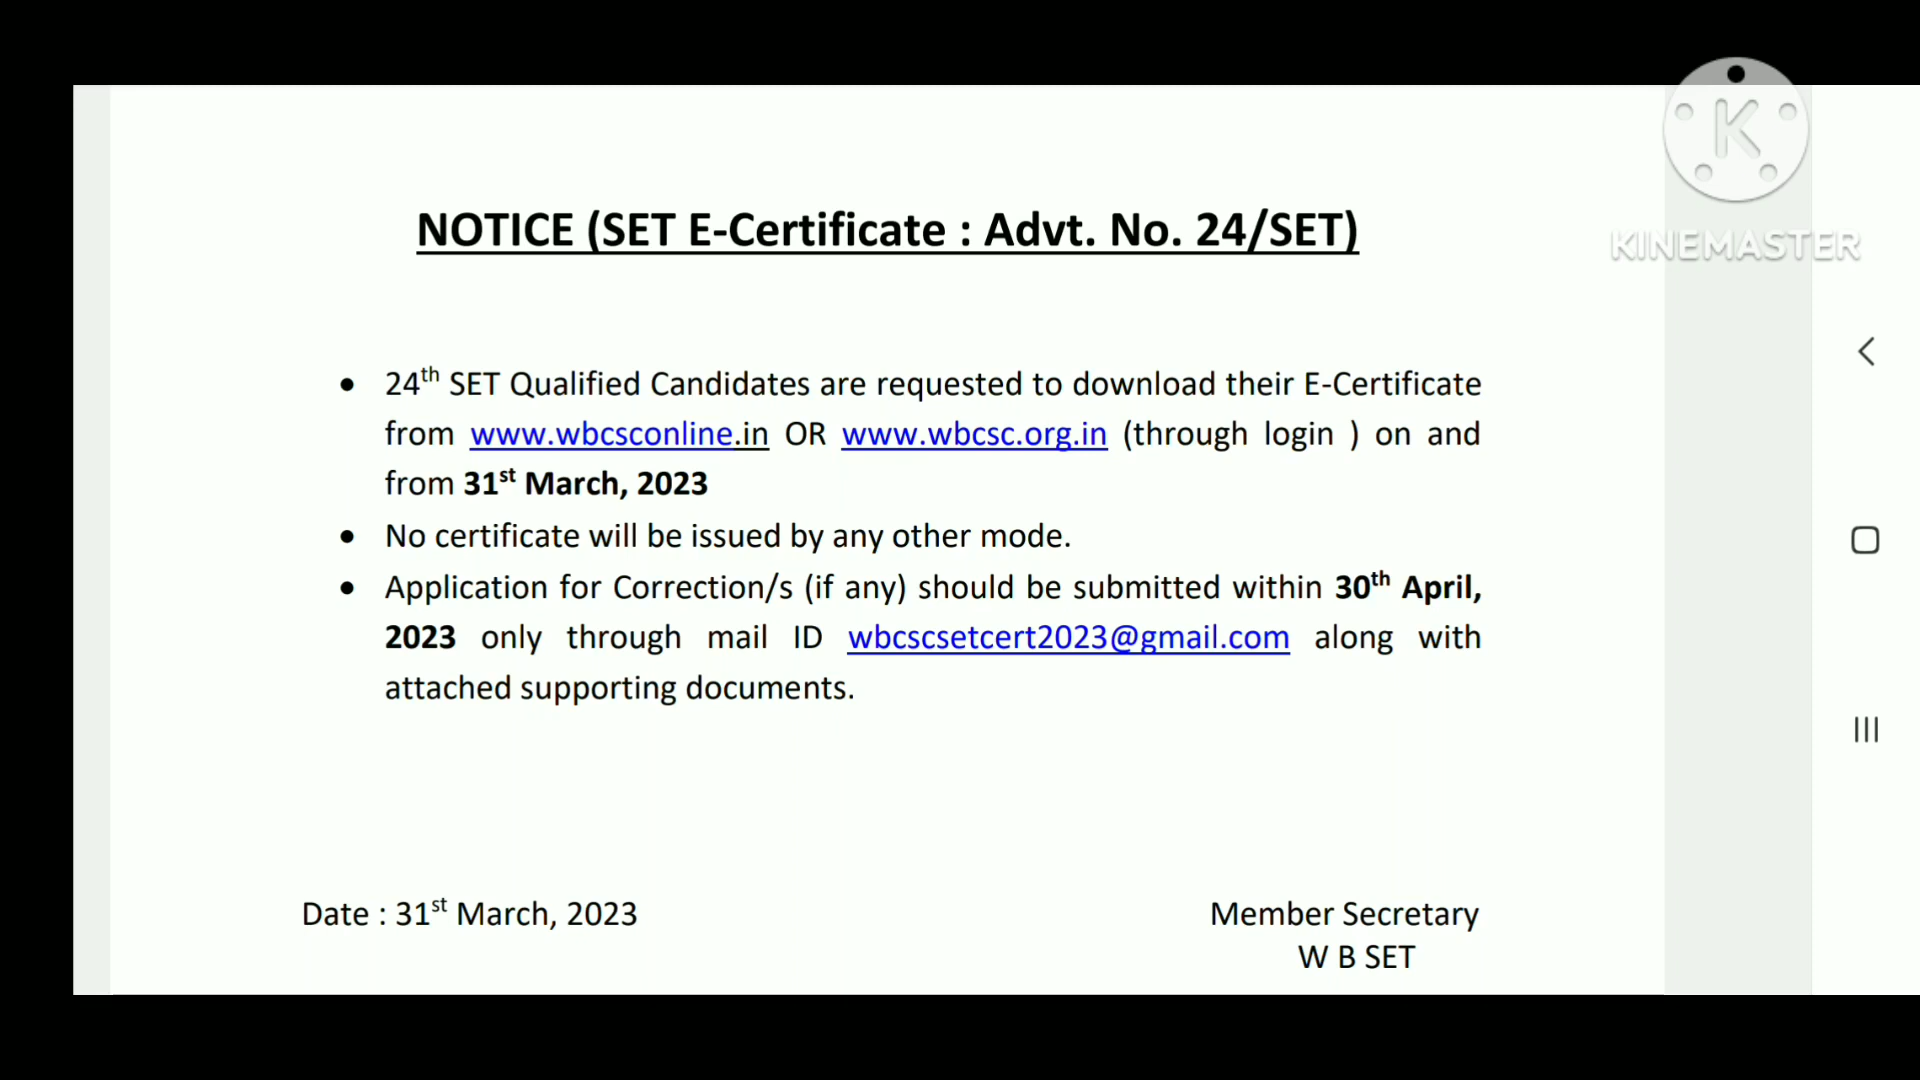 K
KINEMASTER
NOTICE (SET E-Certificate : Advt. No. 24/SET)
• 24th SET Qualified Candidates are requested to download their E-Certificate
from www.wbcsconline.in OR www.wbcsc.org.in (through login ) on and
from 31st March, 2023
• No certificate will be issued by any other mode.
• Application for Correction/s (if any) should be submitted within 30th April,
2023 only through mail ID wbcscsetcert2023@gmail.com along with
attached supporting documents.
Date : 31st March, 2023
Member Secretary
W B SET